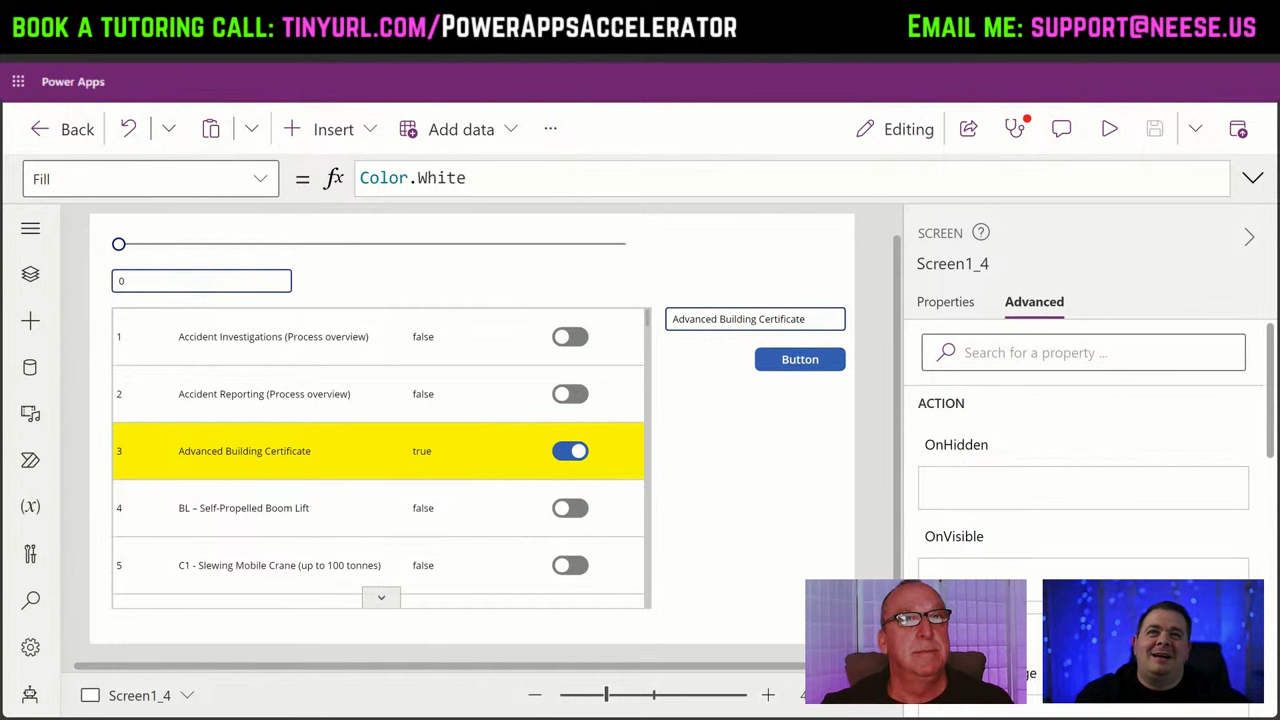 BOOK A TUTORING CALL: TINYURL.COM/POWERAPPSACCELERATOR
EMAIL ME: SUPPORT@NEESE.US
Power Apps
Back
Insert
Add data
Editing
Fill
= fx Color.White
0
1 Accident Investigations (Process overview) false
2 Accident Reporting (Process overview) false
3 Advanced Building Certificate true
4 BL – Self-Propelled Boom Lift false
5 C1 - Slewing Mobile Crane (up to 100 tonnes) false
Advanced Building Certificate
Button
SCREEN
Screen1_4
Properties
Advanced
Search for a property ...
ACTION
OnHidden
OnVisible
Screen1_4